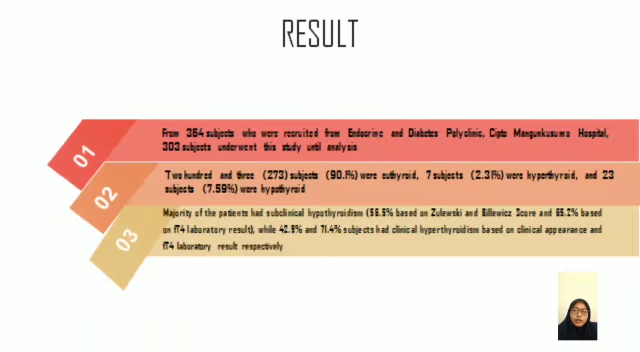 RESULT
01
From 364 subjects who were recruited from Endocrine and Diabetes Polyclinic, Cipto Mangunkusumo Hospital,
303 subjects underwent this study until analysis
02
Two hundred and three (273) subjects (90.1%) were euthyroid, 7 subjects (2.31%) were hyperthyroid, and 23
subjects (7.59%) were hypothyroid
03
Majority of the patients had subclinical hypothyroidism (56.5% based on Zulewski and Billewicz Score and 65.2% based
on fT4 laboratory result), while 42.9% and 71.4% subjects had clinical hyperthyroidism based on clinical appearance and
fT4 laboratory result respectively